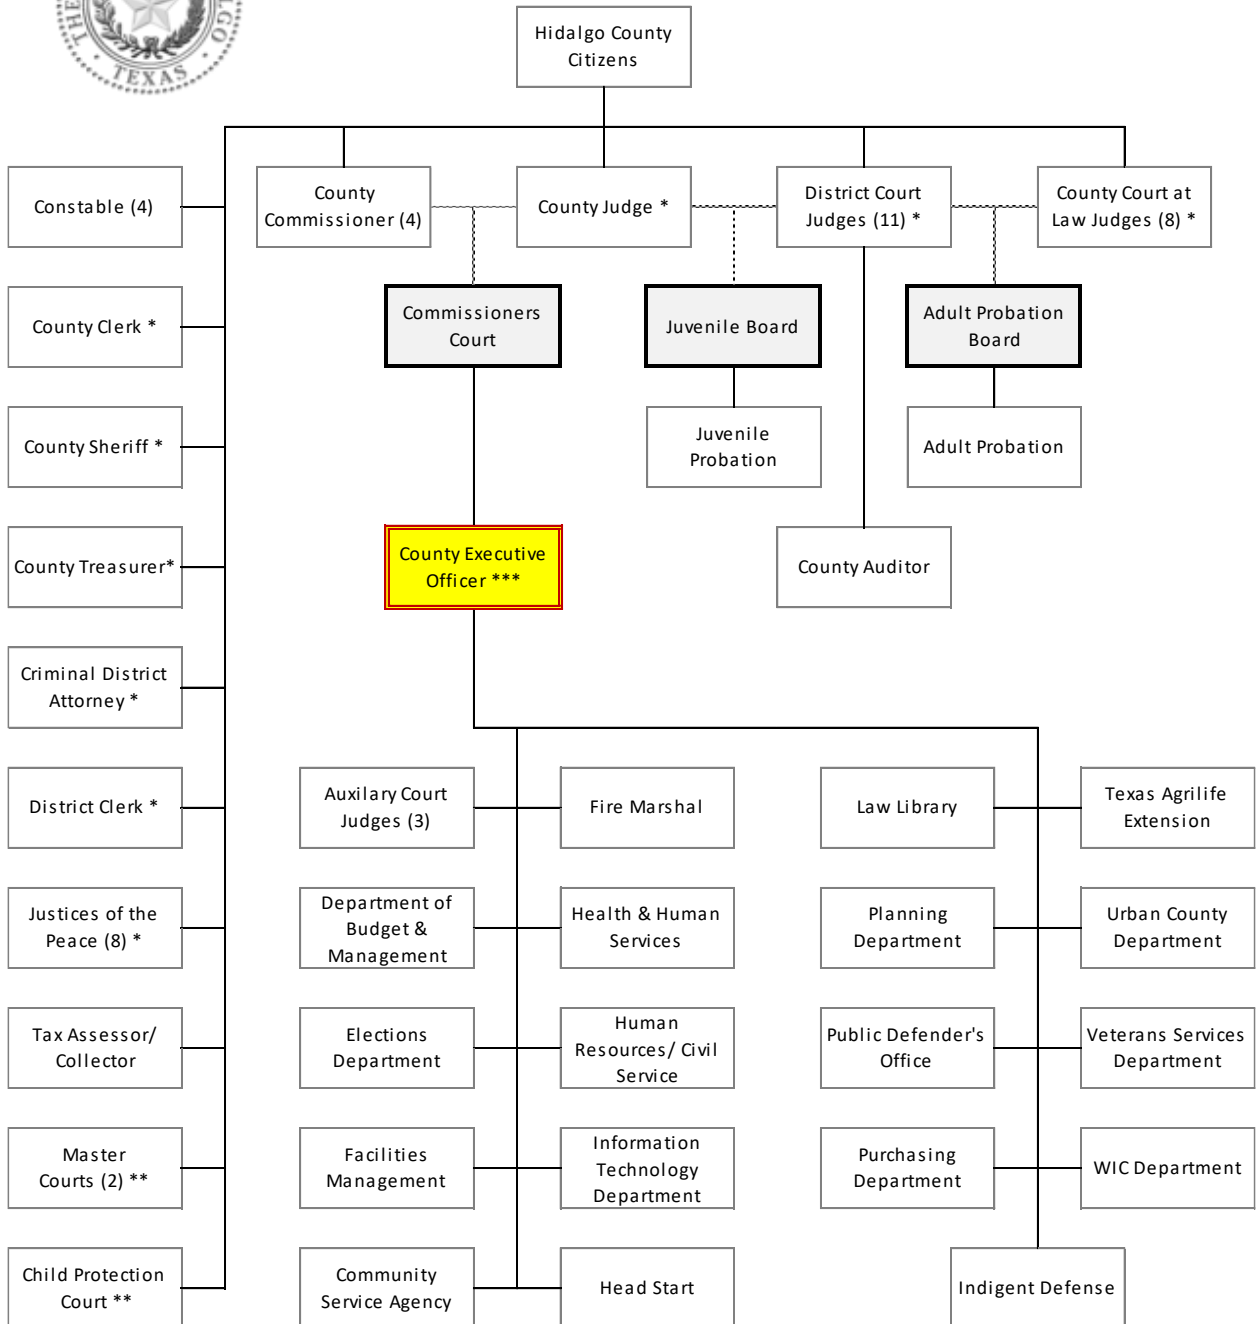 THE
LGO
TEXAS
Hidalgo County
Citizens
Constable (4)
County
Commissioner (4)
County Judge *
District Court
Judges (11) *
County Court at
Law Judges (8) *
County Clerk *
Commissioners
Court
Juvenile Board
Adult Probation
Board
County Sheriff *
Juvenile
Probation
Adult Probation
County Treasurer*
County Executive
Officer ***
County Auditor
Criminal District
Attorney *
District Clerk *
Auxilary Court
Judges (3)
Fire Marshal
Law Library
Texas Agrilife
Extension
Justices of the
Peace (8) *
Department of
Budget &
Management
Health & Human
Services
Planning
Department
Urban County
Department
Tax Assessor/
Collector
Elections
Department
Human
Resources/ Civil
Service
Public Defender's
Office
Veterans Services
Department
Master
Courts (2) **
Facilities
Management
Information
Technology
Department
Purchasing
Department
WIC Department
Child Protection
Court **
Community
Service Agency
Head Start
Indigent Defense